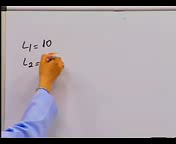 L₁ = 10
L₂ =